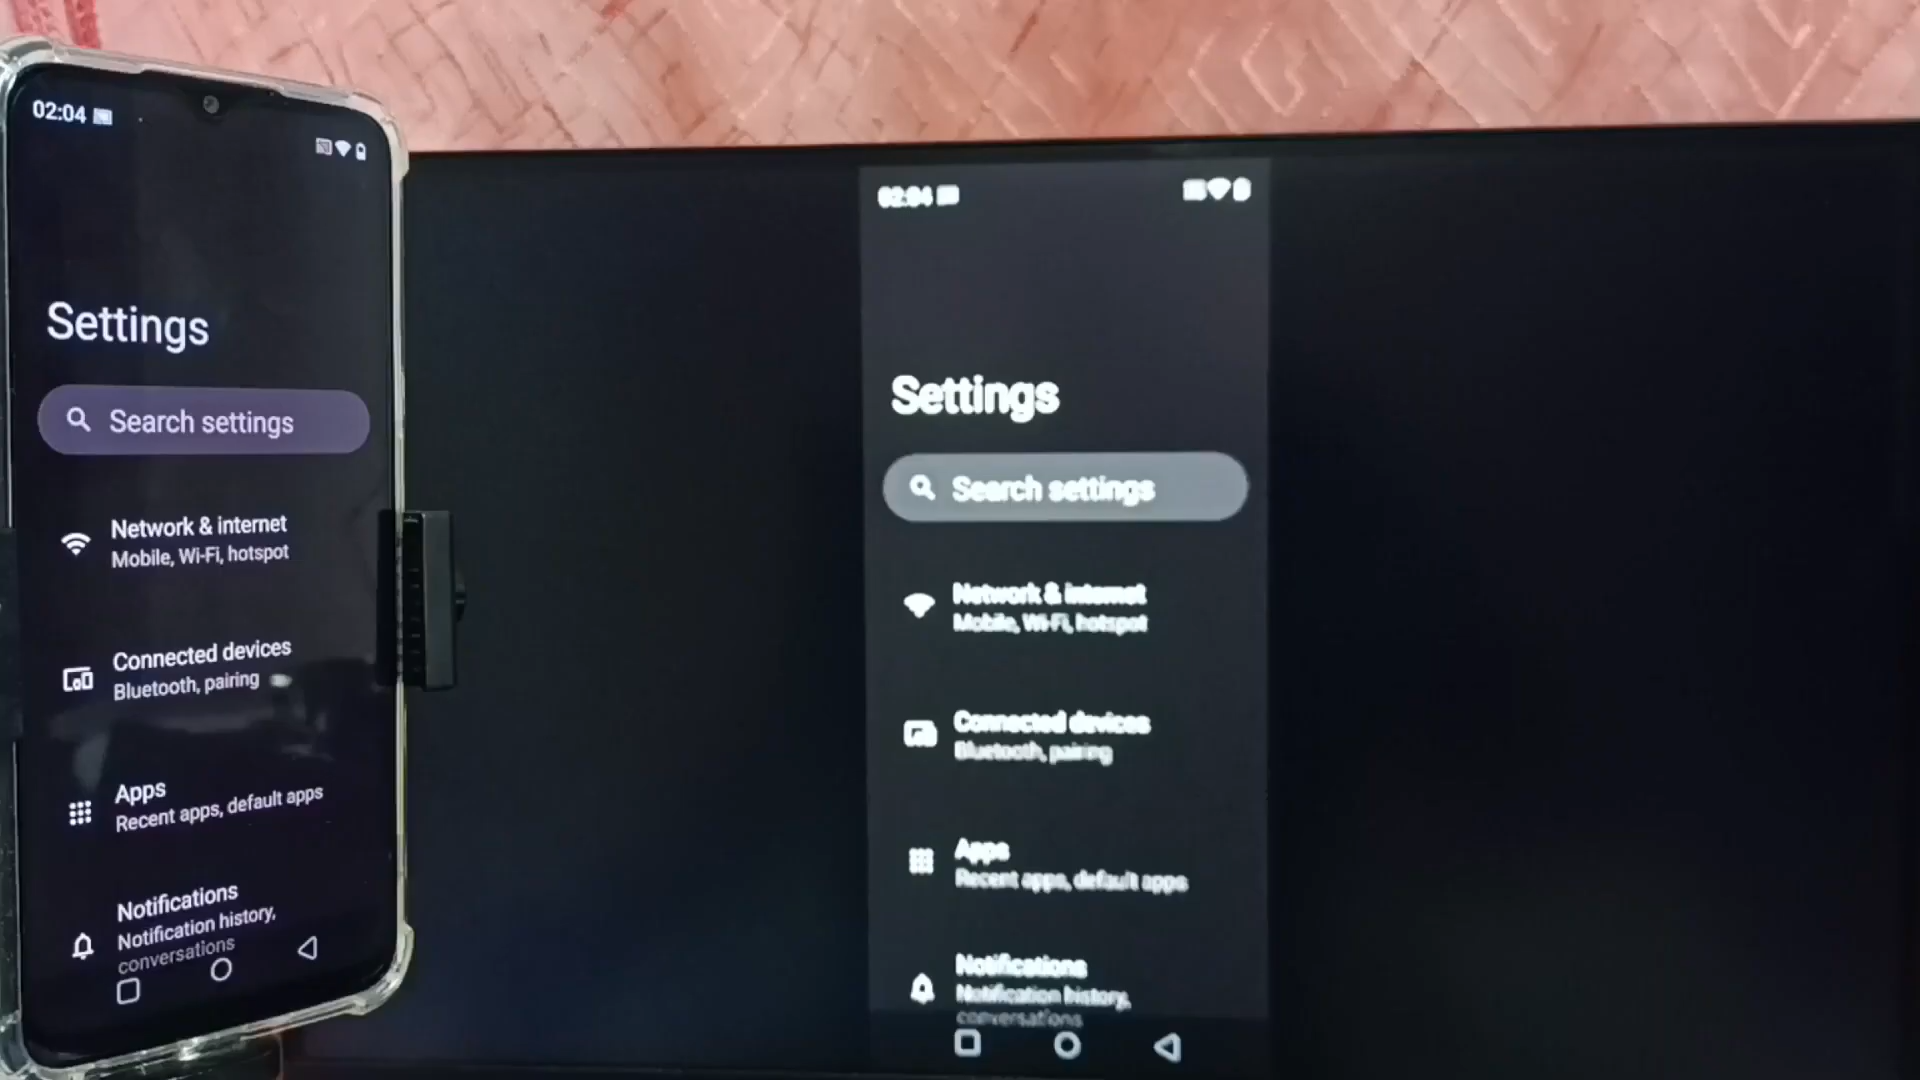 02:04
Settings
Search settings
Network & internet
Mobile, Wi-Fi, hotspot
Connected devices
Bluetooth, pairing
Apps
Recent apps, default apps
Notifications
Notification history,
conversations
02:04
Settings
Search settings
Network & internet
Mobile, Wi-Fi, hotspot
Connected devices
Bluetooth, pairing
Apps
Recent apps, default apps
Notifications
Notification history,
conversations